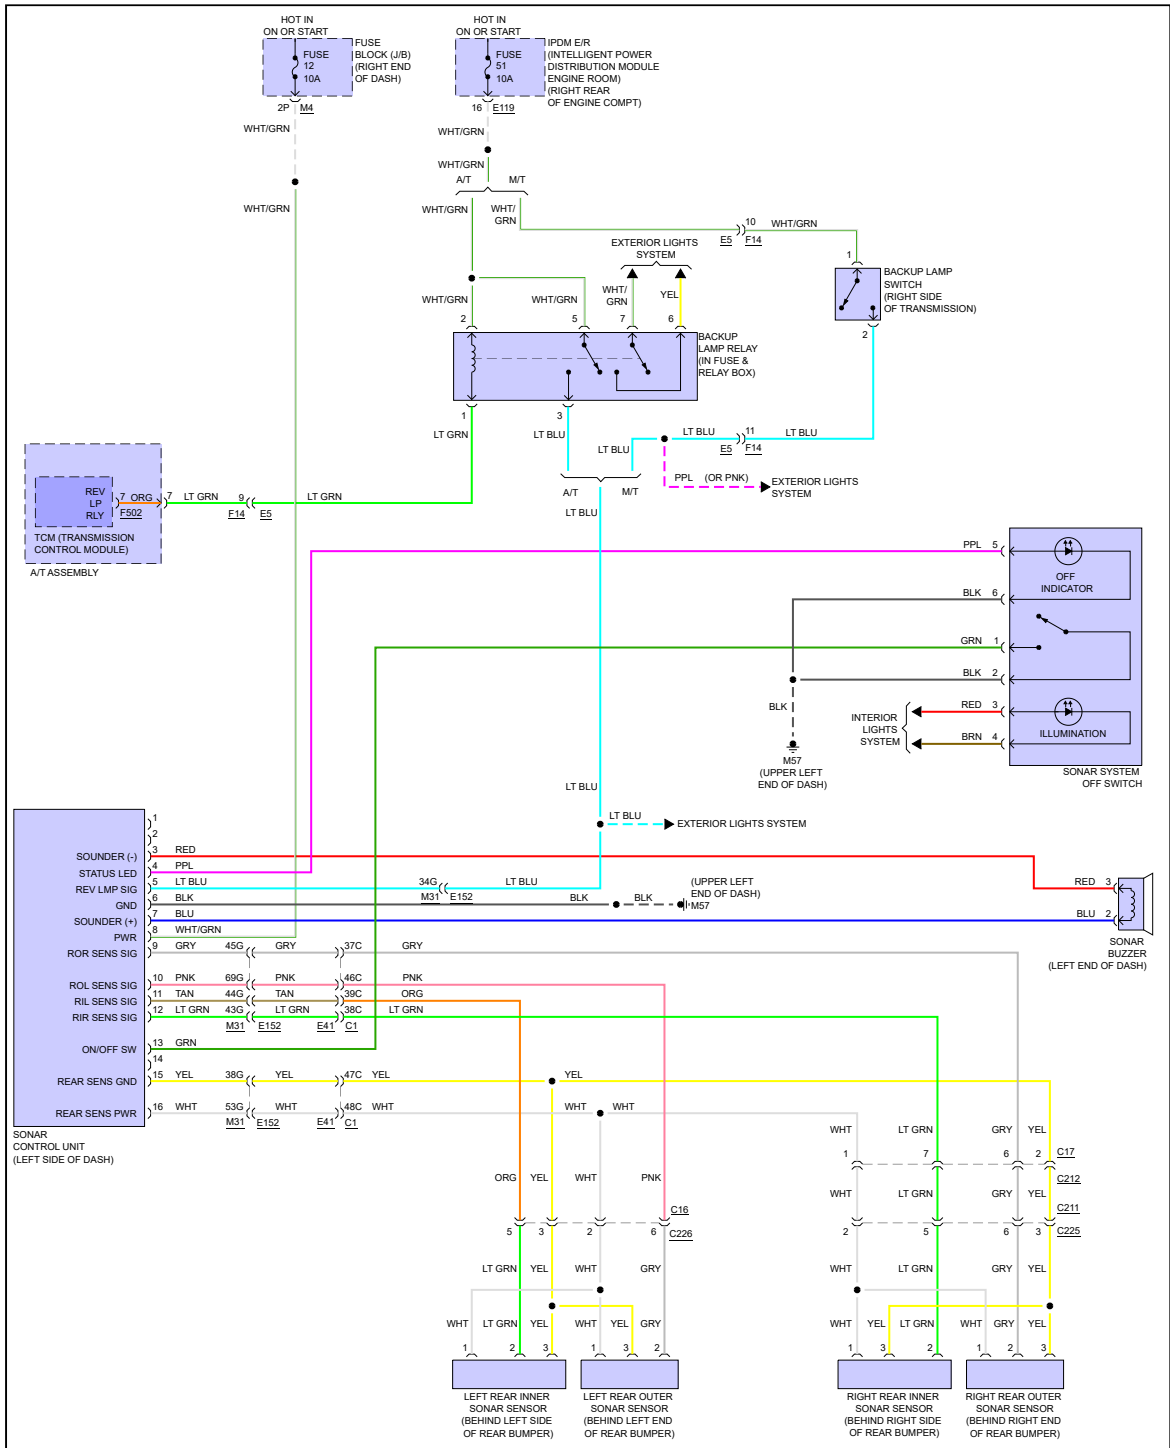 HOT IN
ON OR START
FUSE
12
10A
FUSE
BLOCK (J/B)
(RIGHT END
OF DASH)
2P M4
WHT/GRN
WHT/GRN
HOT IN
ON OR START
FUSE
51
10A
IPDM E/R
(INTELLIGENT POWER
DISTRIBUTION MODULE
ENGINE ROOM)
(RIGHT REAR
OF ENGINE COMPT)
16 E119
WHT/GRN
WHT/GRN
A/T M/T
WHT/GRN
WHT/
GRN
10
WHT/GRN
E5 F14
EXTERIOR LIGHTS
SYSTEM
WHT/GRN
WHT/GRN
WHT/
GRN
YEL
2 5 7 6
BACKUP
LAMP RELAY
(IN FUSE &
RELAY BOX)
1
BACKUP LAMP
SWITCH
(RIGHT SIDE
OF TRANSMISSION)
2
1 3
LT GRN
LT BLU
LT BLU
LT BLU
11
LT BLU
E5 F14
PPL (OR PNK)
EXTERIOR LIGHTS
SYSTEM
A/T M/T
LT BLU
REV
LP
RLY
7 ORG 7 LT GRN 9 LT GRN
F502
F14 E5
TCM (TRANSMISSION
CONTROL MODULE)
A/T ASSEMBLY
PPL 5
OFF
INDICATOR
BLK 6
GRN 1
BLK 2
BLK
RED 3
BRN 4
ILLUMINATION
INTERIOR
LIGHTS
SYSTEM
M57
(UPPER LEFT
END OF DASH)
SONAR SYSTEM
OFF SWITCH
LT BLU
LT BLU
EXTERIOR LIGHTS SYSTEM
1
2
SOUNDER (-) 3 RED
STATUS LED 4 PPL
REV LMP SIG 5 LT BLU 34G LT BLU
M31 E152
GND 6 BLK BLK BLK M57
(UPPER LEFT
END OF DASH)
SOUNDER (+) 7 BLU
PWR 8 WHT/GRN
ROR SENS SIG 9 GRY 45G GRY 37C GRY
ROL SENS SIG 10 PNK 69G PNK 46C PNK
RIL SENS SIG 11 TAN 44G TAN 39C ORG
RIR SENS SIG 12 LT GRN 43G LT GRN 38C LT GRN
M31 E152 E41 C1
ON/OFF SW 13 GRN
14
REAR SENS GND 15 YEL 38G YEL 47C YEL YEL
REAR SENS PWR 16 WHT 53G WHT 48C WHT WHT WHT
M31 E152 E41 C1
SONAR
CONTROL UNIT
(LEFT SIDE OF DASH)
RED 3
BLU 2
SONAR
BUZZER
(LEFT END OF DASH)
WHT LT GRN GRY YEL
1 7 6 2 C17
C212
ORG YEL WHT PNK
WHT LT GRN GRY YEL
C16
C211
5 3 2 6 C226
2 5 6 3 C225
LT GRN YEL WHT GRY
WHT LT GRN GRY YEL
WHT LT GRN YEL WHT YEL GRY
WHT YEL LT GRN WHT GRY YEL
1 2 3 1 3 2
1 3 2 1 2 3
LEFT REAR INNER
SONAR SENSOR
(BEHIND LEFT SIDE
OF REAR BUMPER)
LEFT REAR OUTER
SONAR SENSOR
(BEHIND LEFT END
OF REAR BUMPER)
RIGHT REAR INNER
SONAR SENSOR
(BEHIND RIGHT SIDE
OF REAR BUMPER)
RIGHT REAR OUTER
SONAR SENSOR
(BEHIND RIGHT END
OF REAR BUMPER)